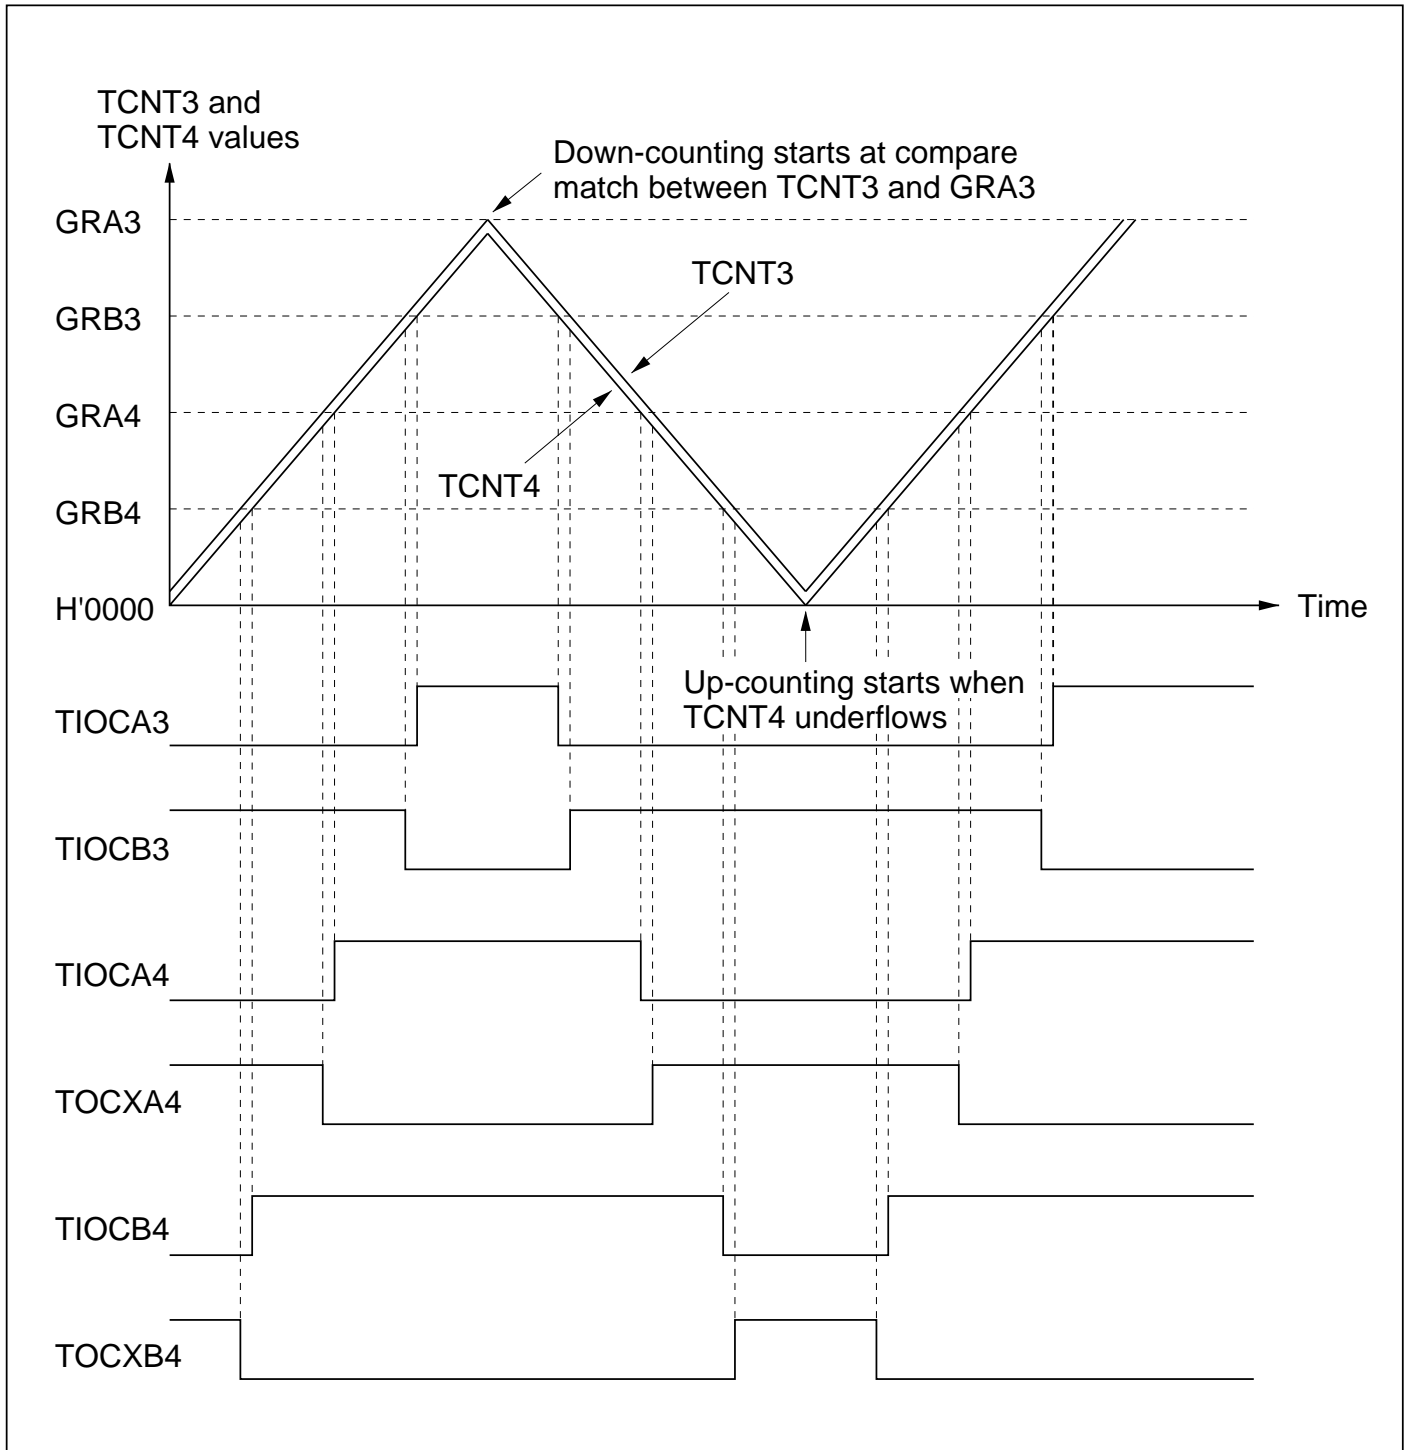 TCNT3 and
TCNT4 values
Down-counting starts at compare
match between TCNT3 and GRA3
GRA3
TCNT3
GRB3
GRA4
TCNT4
GRB4
H'0000
Time
Up-counting starts when
TCNT4 underflows
TIOCA3
TIOCB3
TIOCA4
TOCXA4
TIOCB4
TOCXB4